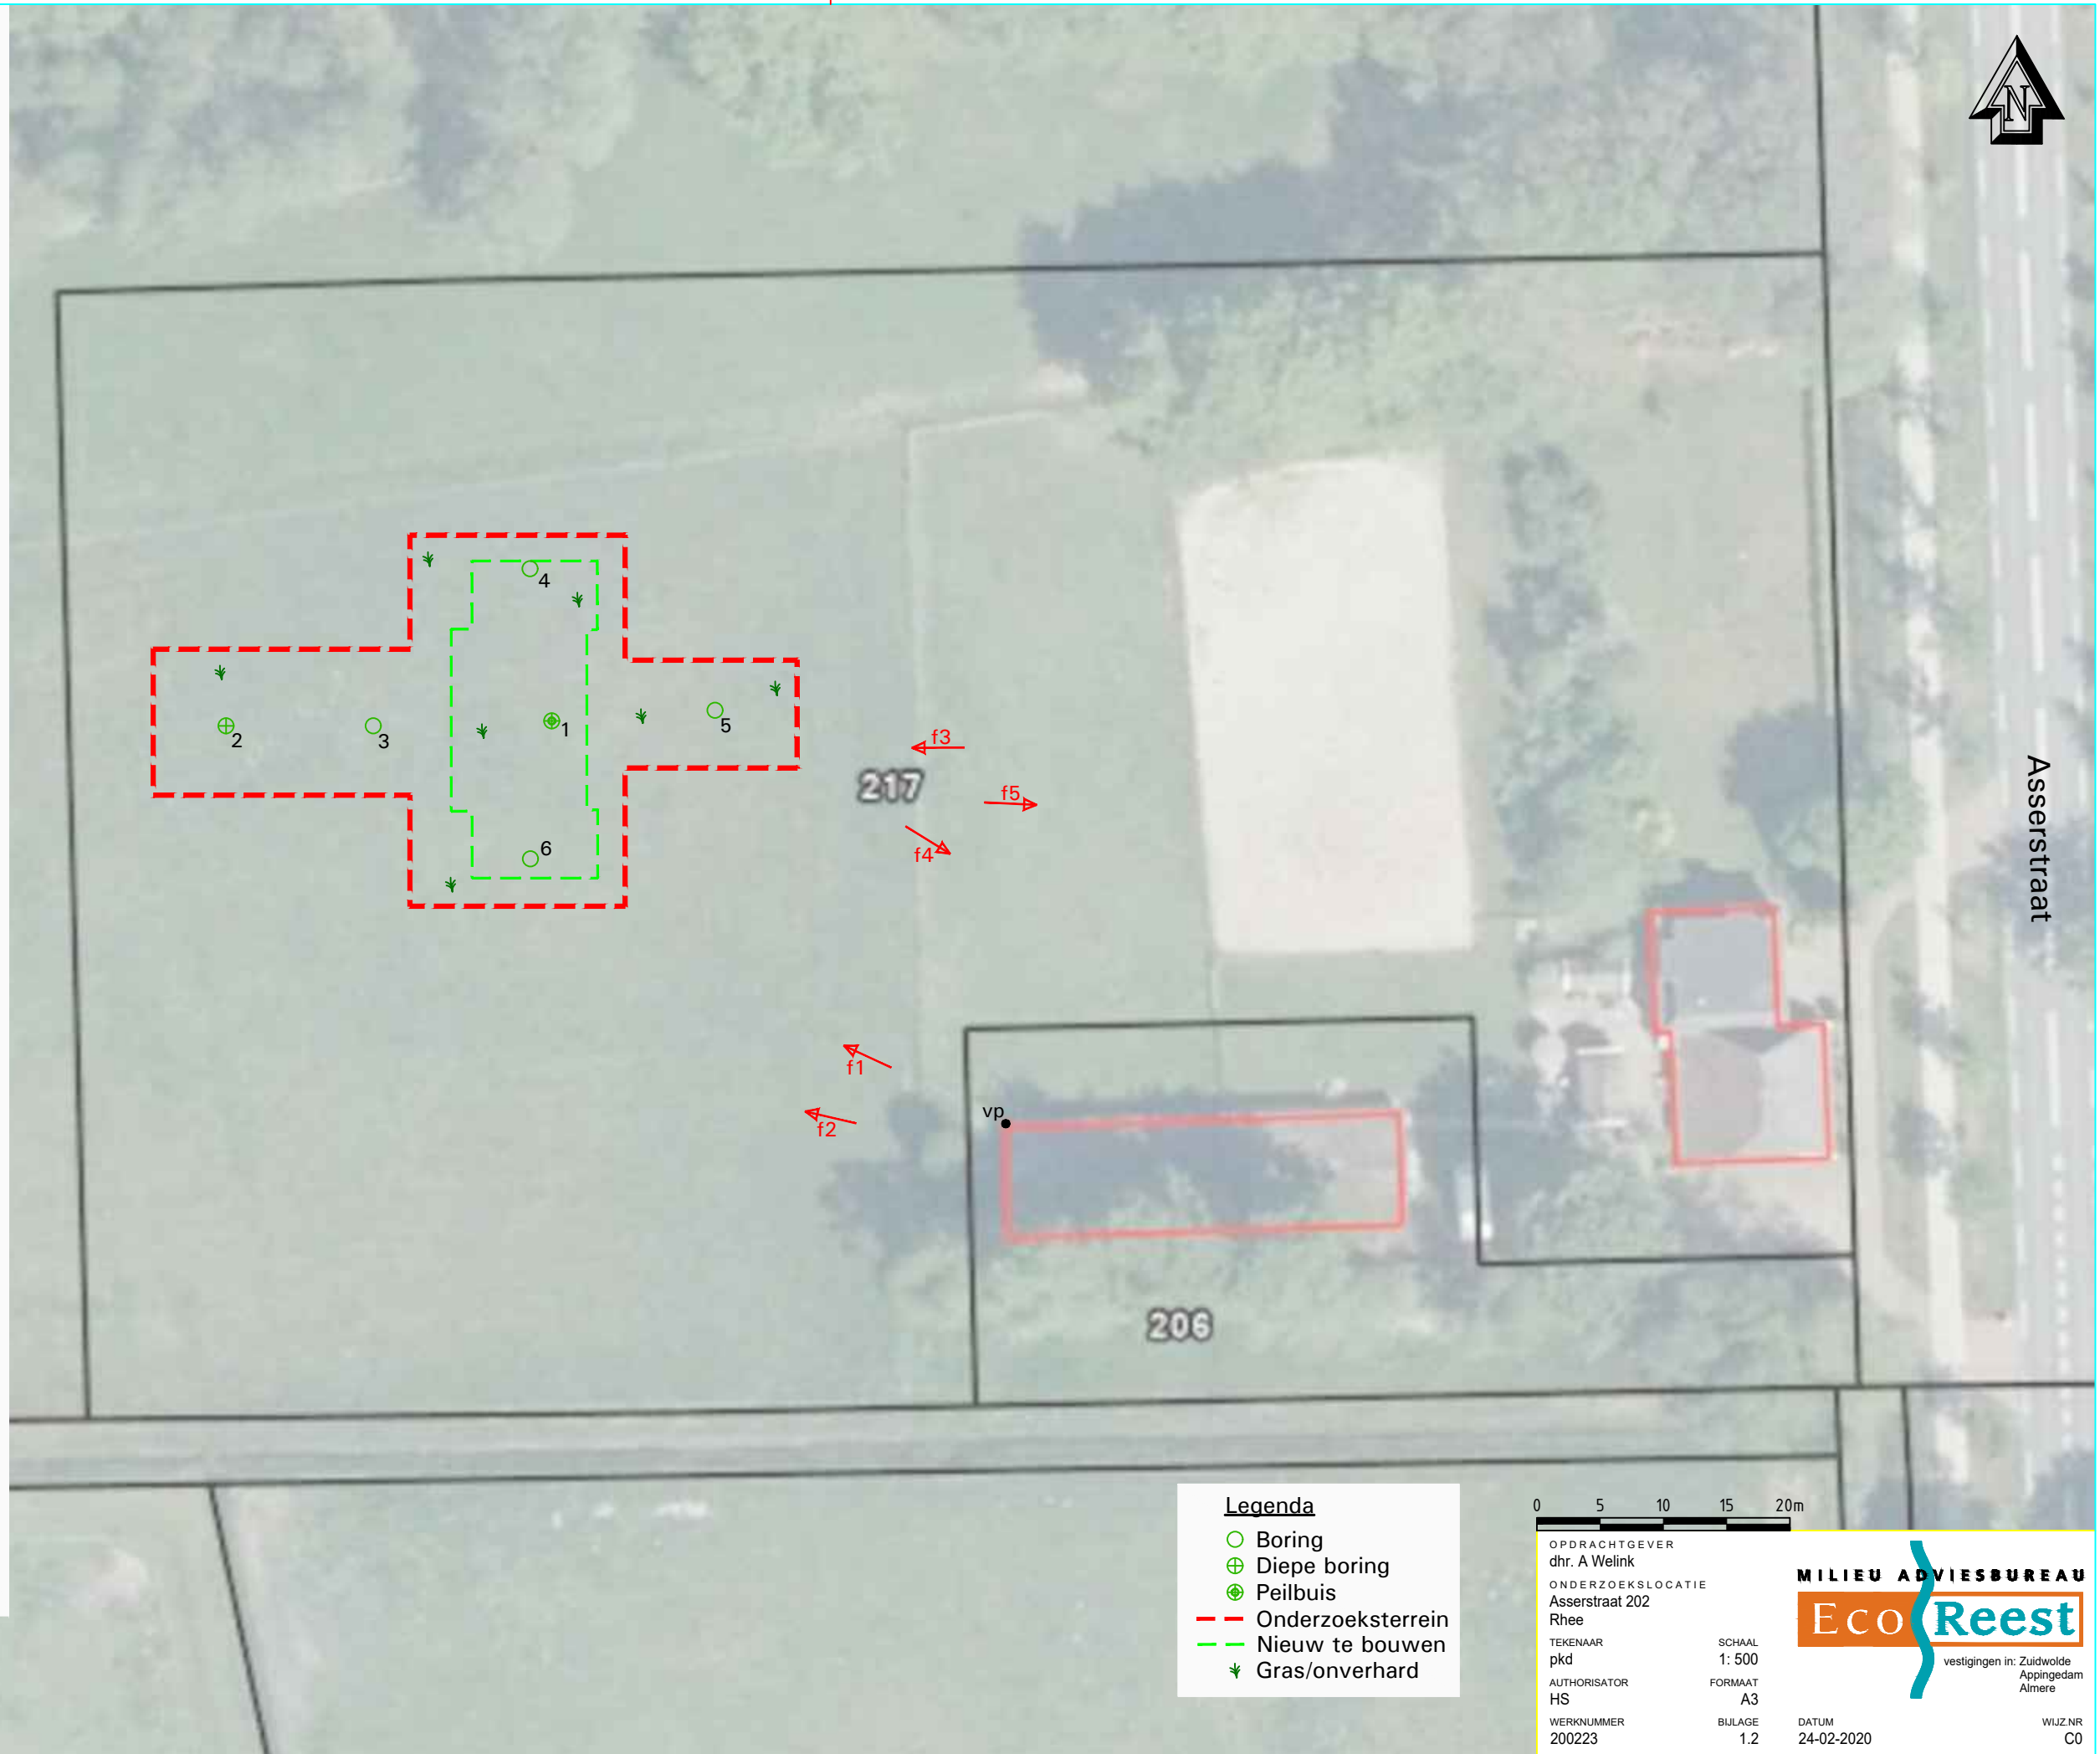 N
4
2
3
1
5
6
f3
217
f5
f4
Asserstraat
f1
f2
vp
206
Legenda
Boring
Diepe boring
Peilbuis
Onderzoeksterrein
Nieuw te bouwen
Gras/onverhard
0 5 10 15 20m
OPDRACHTGEVER
dhr. A Welink
ONDERZOEKSLOCATIE
Asserstraat 202
Rhee
TEKENAAR SCHAAL
pkd 1: 500
AUTHORISATOR FORMAAT
HS A3
WERKNUMMER BIJLAGE DATUM WIJZ.NR
200223 1.2 24-02-2020 C0
MILIEU ADVIESBUREAU
Eco Reest
vestigingen in: Zuidwolde
Appingedam
Almere